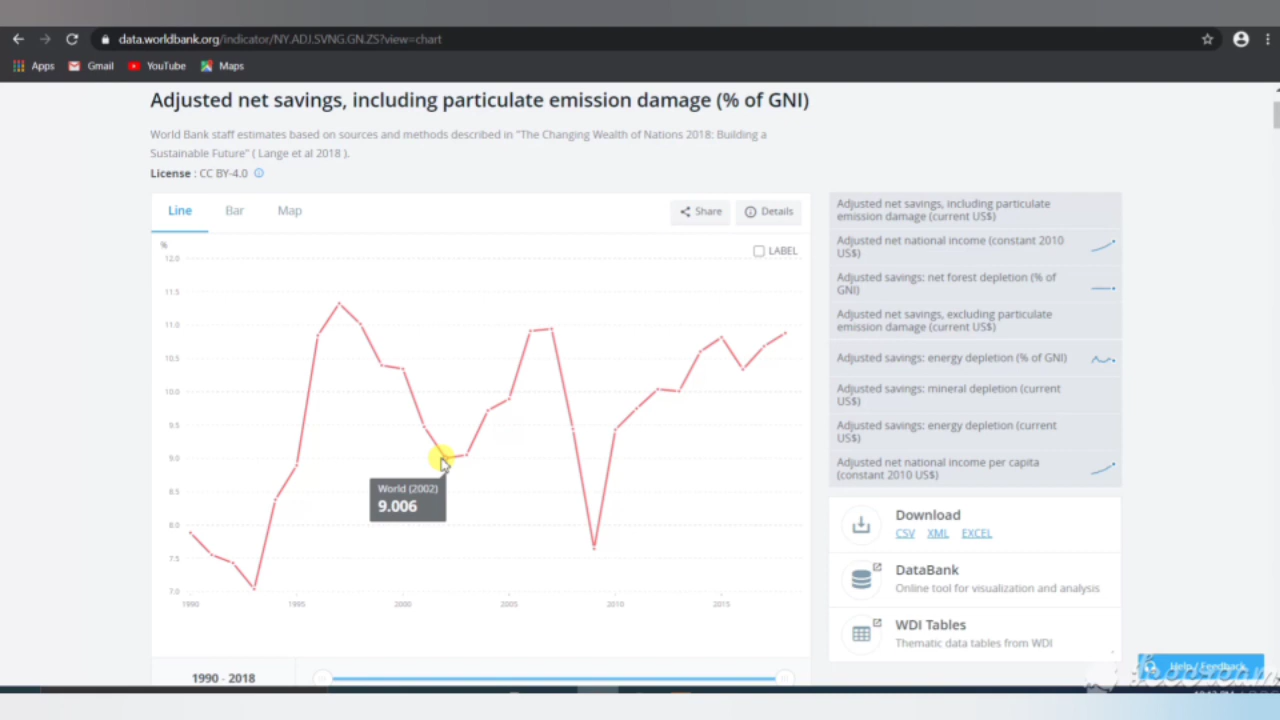 data.worldbank.org/indicator/NY.ADJ.SVNG.GN.ZS?view=chart
Apps Gmail YouTube Maps
Adjusted net savings, including particulate emission damage (% of GNI)
World Bank staff estimates based on sources and methods described in "The Changing Wealth of Nations 2018: Building a
Sustainable Future" ( Lange et al 2018 ).
License : CC BY-4.0
Line Bar Map
Share Details
%
LABEL
12.0
11.5
11.0
10.5
10.0
9.5
9.0
8.5
8.0
7.5
7.0
World (2002)
9.006
1990 1995 2000 2005 2010 2015
1990 - 2018
Adjusted net savings, including particulate
emission damage (current US$)
Adjusted net national income (constant 2010
US$)
Adjusted savings: net forest depletion (% of
GNI)
Adjusted net savings, excluding particulate
emission damage (current US$)
Adjusted savings: energy depletion (% of GNI)
Adjusted savings: mineral depletion (current
US$)
Adjusted savings: energy depletion (current
US$)
Adjusted net national income per capita
(constant 2010 US$)
Download
CSV XML EXCEL
DataBank
Online tool for visualization and analysis
WDI Tables
Thematic data tables from WDI
Help / Feedback